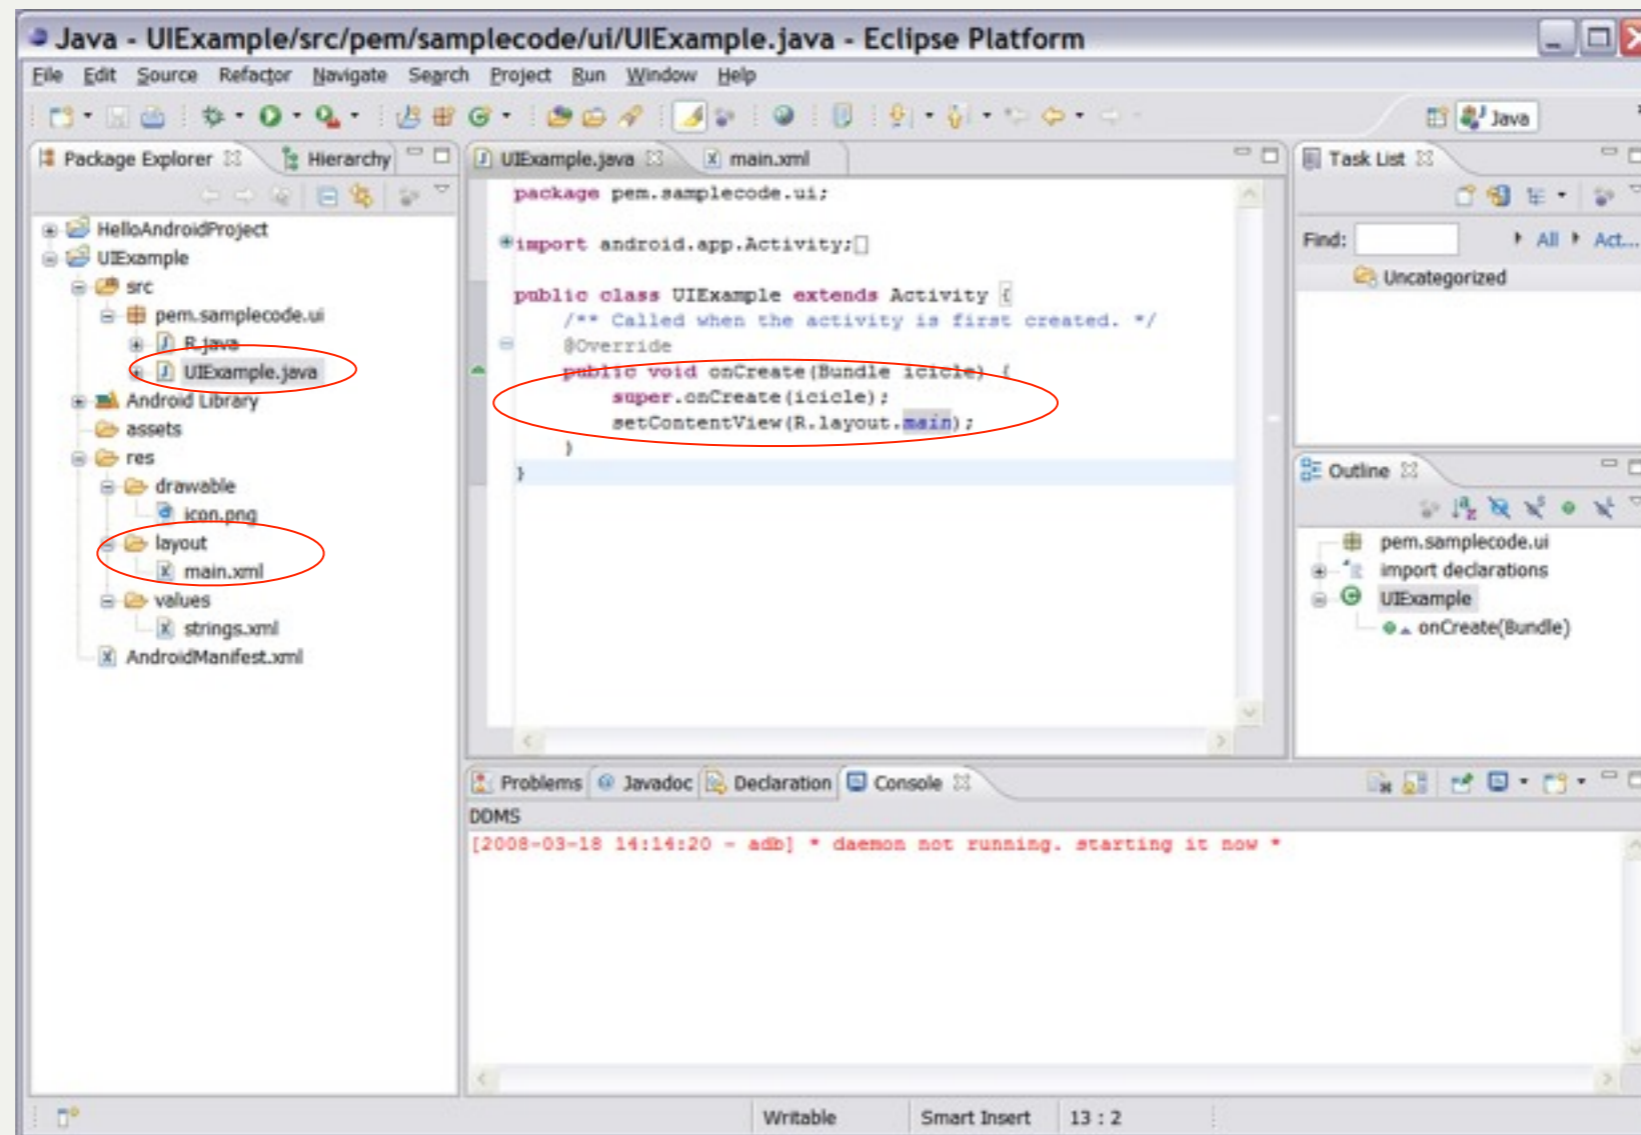 Java - UIExample/src/pem/samplecode/ui/UIExample.java - Eclipse Platform
File Edit Source Refactor Navigate Search Project Run Window Help
Java
Package Explorer
Hierarchy
HelloAndroidProject
UIExample
src
pem.samplecode.ui
R.java
UIExample.java
Android Library
assets
res
drawable
icon.png
layout
main.xml
values
strings.xml
AndroidManifest.xml
UIExample.java
main.xml
package pem.samplecode.ui;
import android.app.Activity;
public class UIExample extends Activity {
/** Called when the activity is first created. */
@Override
public void onCreate(Bundle icicle) {
super.onCreate(icicle);
setContentView(R.layout.main);
}
}
Task List
Find:
All
Act...
Uncategorized
Outline
pem.samplecode.ui
import declarations
UIExample
onCreate(Bundle)
Problems
Javadoc
Declaration
Console
DDMS
[2008-03-18 14:14:20 - adb] * daemon not running. starting it now *
Writable
Smart Insert
13 : 2